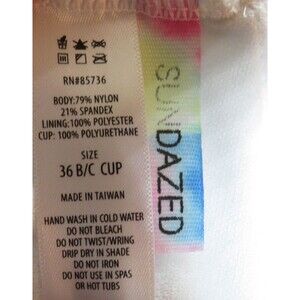 RN#85736
BODY:79% NYLON
21% SPANDEX
LINING:100% POLYESTER
CUP: 100% POLYURETHANE
SIZE
36 B/C CUP
MADE IN TAIWAN
HAND WASH IN COLD WATER
DO NOT BLEACH
DO NOT TWIST/WRING
DRIP DRY IN SHADE
DO NOT IRON
DO NOT USE IN SPAS
OR HOT TUBS
SUNDAZED